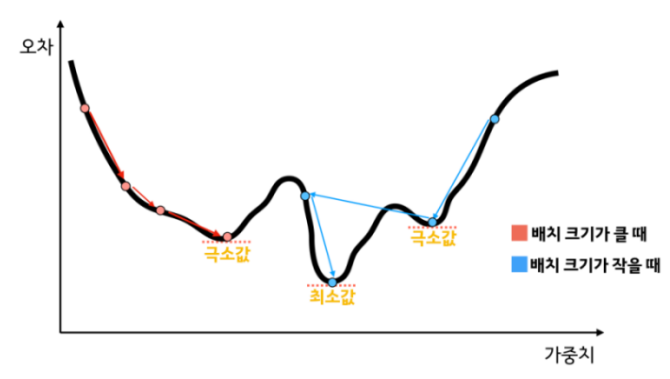 오차
극소값
최소값
극소값
배치 크기가 클 때
배치 크기가 작을 때
가중치